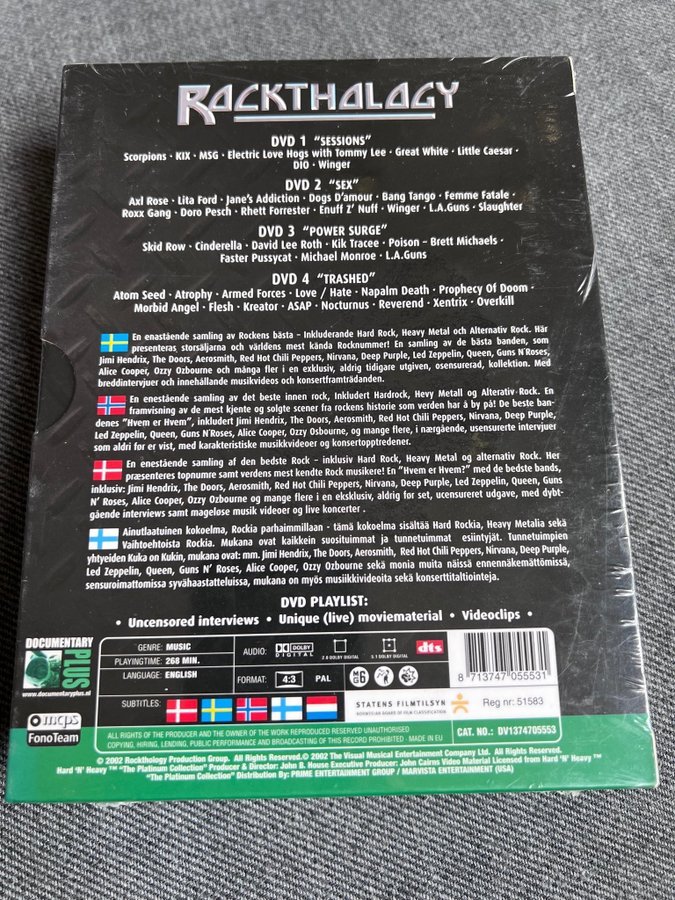 ROCKTHOLOGY
DVD 1 "SESSIONS"
Scorpions · KIX · MSG · Electric Love Hogs with Tommy Lee · Great White · Little Caesar ·
DIO · Winger
DVD 2 "SEX"
Axl Rose · Lita Ford · Jane's Addiction · Dogs D'amour · Bang Tango · Femme Fatale ·
Roxx Gang · Doro Pesch · Rhett Forrester · Enuff Z' Nuff · Winger · L.A.Guns · Slaughter
DVD 3 "POWER SURGE"
Skid Row · Cinderella · David Lee Roth · Kik Tracee · Poison - Brett Michaels ·
Faster Pussycat · Michael Monroe · L.A.Guns
DVD 4 "TRASHED"
Atom Seed · Atrophy · Armed Forces · Love / Hate · Napalm Death · Prophecy Of Doom ·
Morbid Angel · Flesh · Kreator · ASAP · Nocturnus · Reverend · Xentrix · Overkill
En enastående samling av Rockens bästa - Inkluderande Hard Rock, Heavy Metal och Alternativ Rock. Här
presenteras storsäljarna och världens mest kända Rocknummer! En samling av de bästa banden, som
Jimi Hendrix, The Doors, Aerosmith, Red Hot Chili Peppers, Nirvana, Deep Purple, Led Zeppelin, Queen, Guns N'Roses,
Alice Cooper, Ozzy Ozbourne och många fler i en exklusiv, aldrig tidigare utgiven, osensurerad, kollektion. Med
breddintervjuer och innehållande musikvideos och konsertframträdanden.
En enestående samling av det beste innen rock, Inkludert Hardrock, Hevy Metall og Alterativ-Rock. En
framvisning av de mest kjente og solgte scener fra rockens historie som verden har å by på! De beste ban-
denes "Hvem er Hvem", inkludert Jimi Hendrix, The Doors, Aerosmith, Red Hot Chili Peppers, Nirvana, Deep Purple,
Led Zeppelin, Queen, Guns N'Roses, Alice Cooper, Ozzy Osbourne, og mange flere, i nærgående, usensurerte intervjuer
som aldri før er vist, med karakteristiske musikkvideoer og konsertopptredener.
En enestående samling af den bedste Rock - inklusiv Hard Rock, Heavy Metal og alternativ Rock. Her
præsenteres topnumre samt verdens mest kendte Rock musikere! En "Hvem er Hvem?" med de bedste bands,
inklusiv: Jimi Hendrix, The Doors, Aerosmith, Red Hot Chili Peppers, Nirvana, Deep Purple, Led Zeppelin, Queen, Guns
N' Roses, Alice Cooper, Ozzy Osbourne og mange flere i en eksklusiv, aldrig før set, ucensureret udgave, med dybt-
gående interviews samt mageløse musik videoer og live koncerter .
Ainutlaatuinen kokoelma, Rockia parhaimmillaan - tämä kokoelma sisältää Hard Rockia, Heavy Metalia sekä
Vaihtoehtoista Rockia. Mukana ovat kaikkein suosituimmat ja tunnetuimmat esiintyjät. Tunnetuimpien
yhtyeiden Kuka on Kukin, mukana ovat: mm. Jimi Hendrix, The Doors, Aerosmith, Red Hot Chili Peppers, Nirvana, Deep Purple,
Led Zeppelin, Queen, Guns N' Roses, Alice Cooper, Ozzy Osbourne sekä monia muita näissä ennennäkemättömissä,
sensuroimattomissa syvähaastatteluissa, mukana on myös musiikkivideoita sekä konserttitaltiointeja.
DVD PLAYLIST:
· Uncensored interviews · Unique (live) moviematerial · Videoclips ·
DOCUMENTARY
PLUS
www.documentaryplus.nl
GENRE: MUSIC
PLAYINGTIME: 268 MIN.
LANGUAGE: ENGLISH
SUBTITLES:
AUDIO: DOLBY DIGITAL 2 0 DOLBY DIGITAL 5 1 DOLBY DIGITAL dts
FORMAT: 4:3 PAL
8 713747 055531
STATENS FILMTILSYN
NORWEGIAN BOARD OF FILM CLASSIFICATION
Reg nr: 51583
mcps
FonoTeam
ALL RIGHTS OF THE PRODUCER AND THE OWNER OF THE WORK REPRODUCED RESERVED UNAUTHORISED
COPYING, HIRING, LENDING, PUBLIC PERFORMANCE AND BROADCASTING OF THIS RECORD PROHIBITED - MADE IN EU
CAT. NO.: DV1374705553
© 2002 Rockthology Production Group. All Rights Reserved.© 2002 The Visual Musical Entertainment Company Ltd. All Rights Reserved.
Hard 'N' Heavy ™ "The Platinum Collection" Producer & Director: John B. House Executive Producer: John Cairns Video Material Licensed from Hard 'N' Heavy ™
"The Platinum Collection" Distribution By: PRIME ENTERTAINMENT GROUP / MARVISTA ENTERTAINMENT (USA)